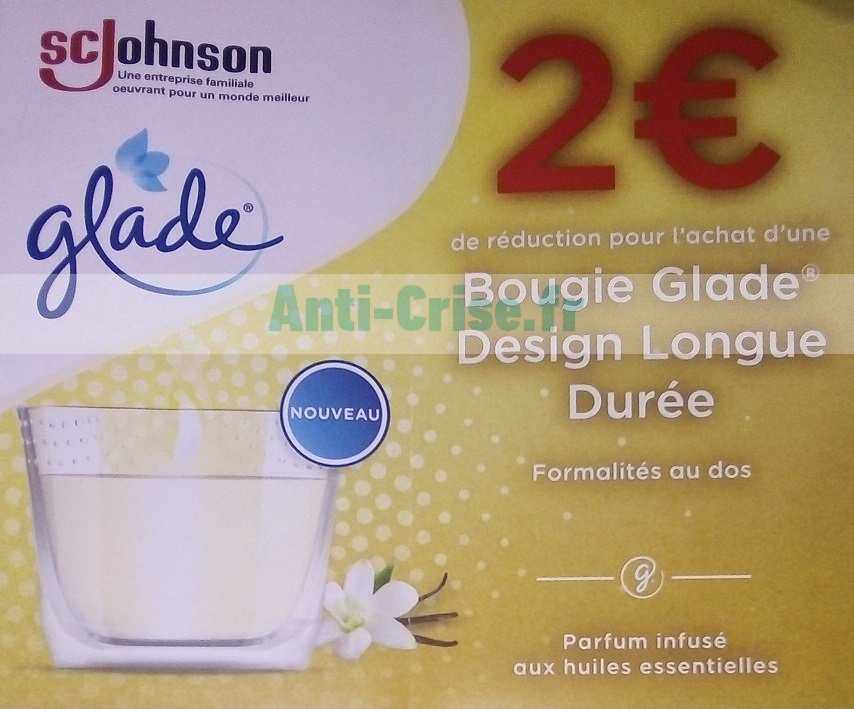 scJohnson
Une entreprise familiale
oeuvrant pour un monde meilleur
glade®
2€
de réduction pour l'achat d'une
Bougie Glade®
Design Longue
Durée
Anti-Crise.fr
NOUVEAU
Formalités au dos
g
Parfum infusé
aux huiles essentielles